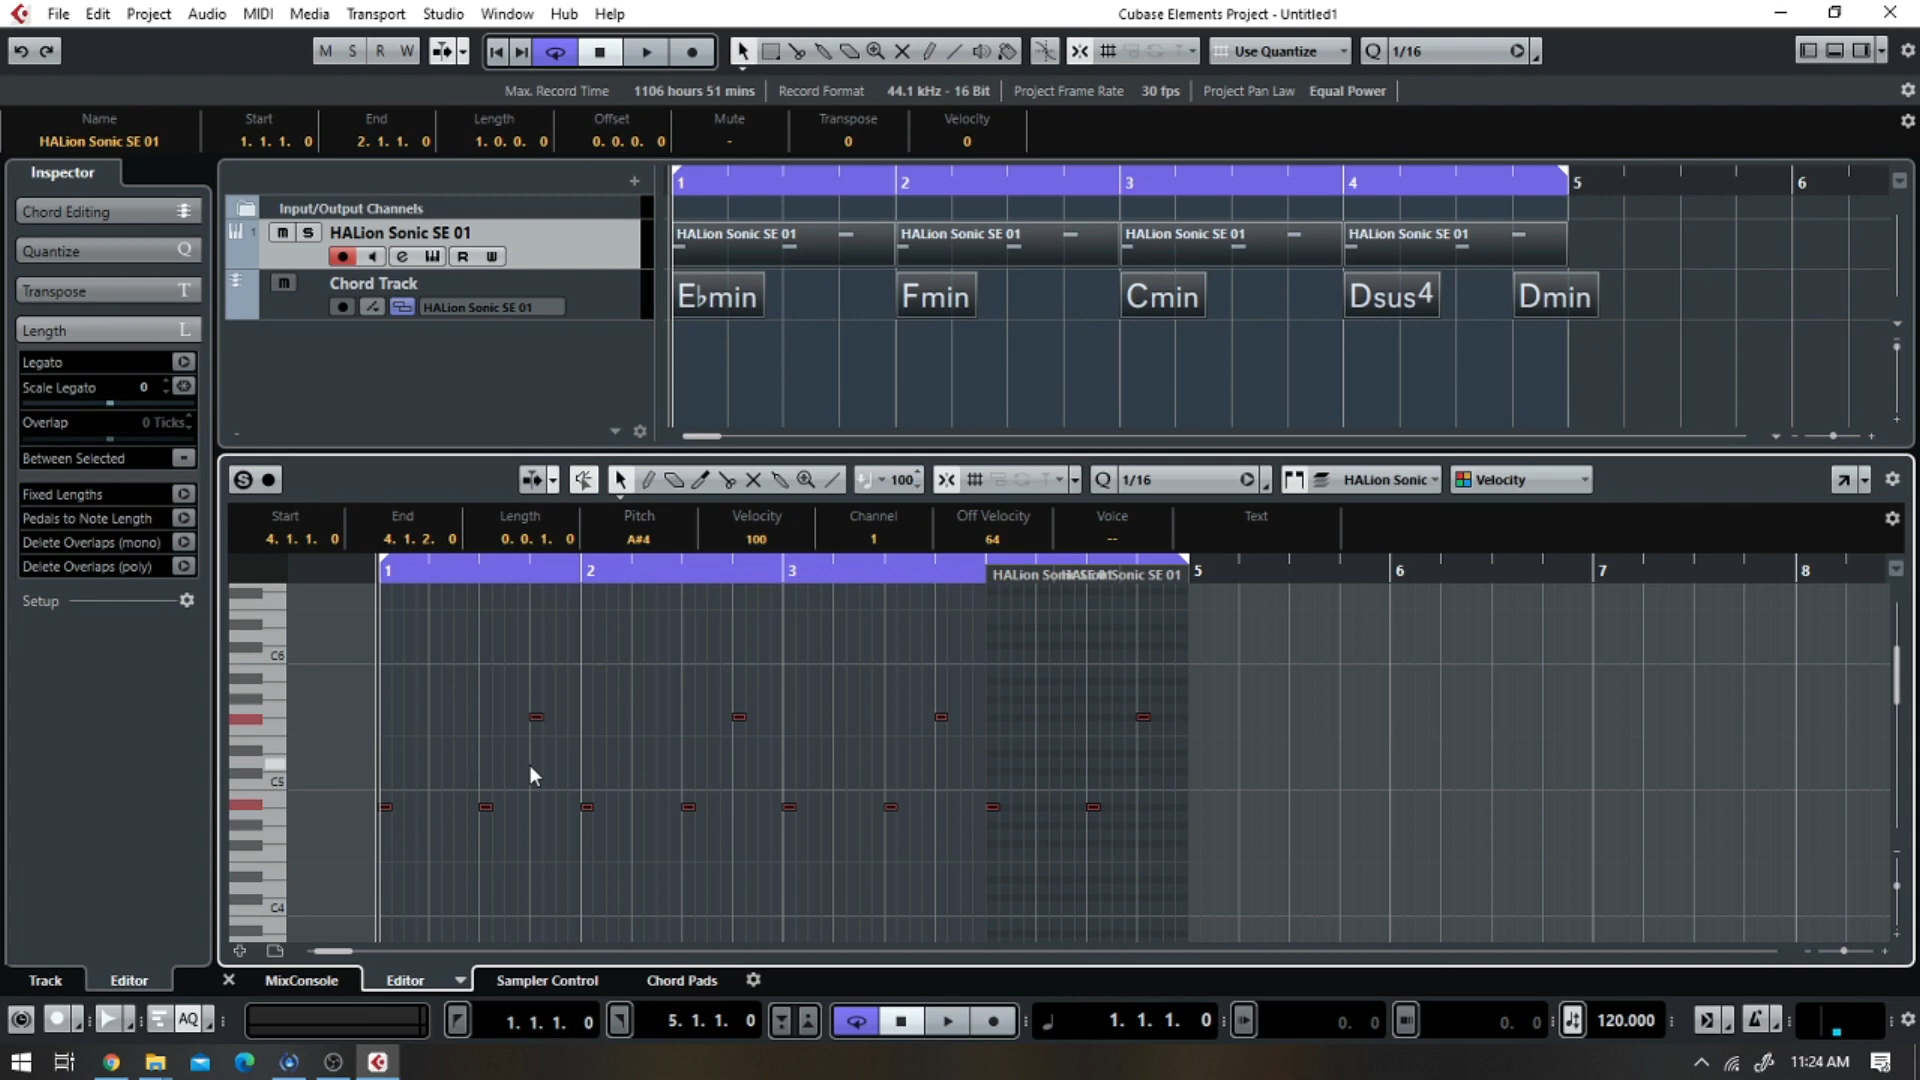 File Edit Project Audio MIDI Media Transport Studio Window Hub Help
Cubase Elements Project - Untitled1
M S R W
Use Quantize
Q 1/16
Max. Record Time 1106 hours 51 mins Record Format 44.1 kHz - 16 Bit Project Frame Rate 30 fps Project Pan Law Equal Power
Name Start End Length Offset Mute Transpose Velocity
HALion Sonic SE 01 1. 1. 1. 0 2. 1. 1. 0 1. 0. 0. 0 0. 0. 0. 0 - 0 0
Inspector
Chord Editing
Quantize Q
Transpose T
Length L
Legato
Scale Legato 0
Overlap 0 Ticks
Between Selected
Fixed Lengths
Pedals to Note Length
Delete Overlaps (mono)
Delete Overlaps (poly)
Setup
1 2 3 4 5 6
Input/Output Channels
1 m S HALion Sonic SE 01
e R W
HALion Sonic SE 01 HALion Sonic SE 01 HALion Sonic SE 01 HALion Sonic SE 01
m Chord Track
HALion Sonic SE 01
E♭min Fmin Cmin Dsus4 Dmin
S 100 Q 1/16 HALion Sonic Velocity
Start End Length Pitch Velocity Channel Off Velocity Voice Text
4. 1. 1. 0 4. 1. 2. 0 0. 0. 1. 0 A#4 100 1 64 --
1 2 3 5 6 7 8
HALion Sonic SE 01
C6
C5
C4
Track Editor
MixConsole Editor Sampler Control Chord Pads
AQ
1. 1. 1. 0 5. 1. 1. 0 1. 1. 1. 0 0. 0 0. 0 120.000
11:24 AM